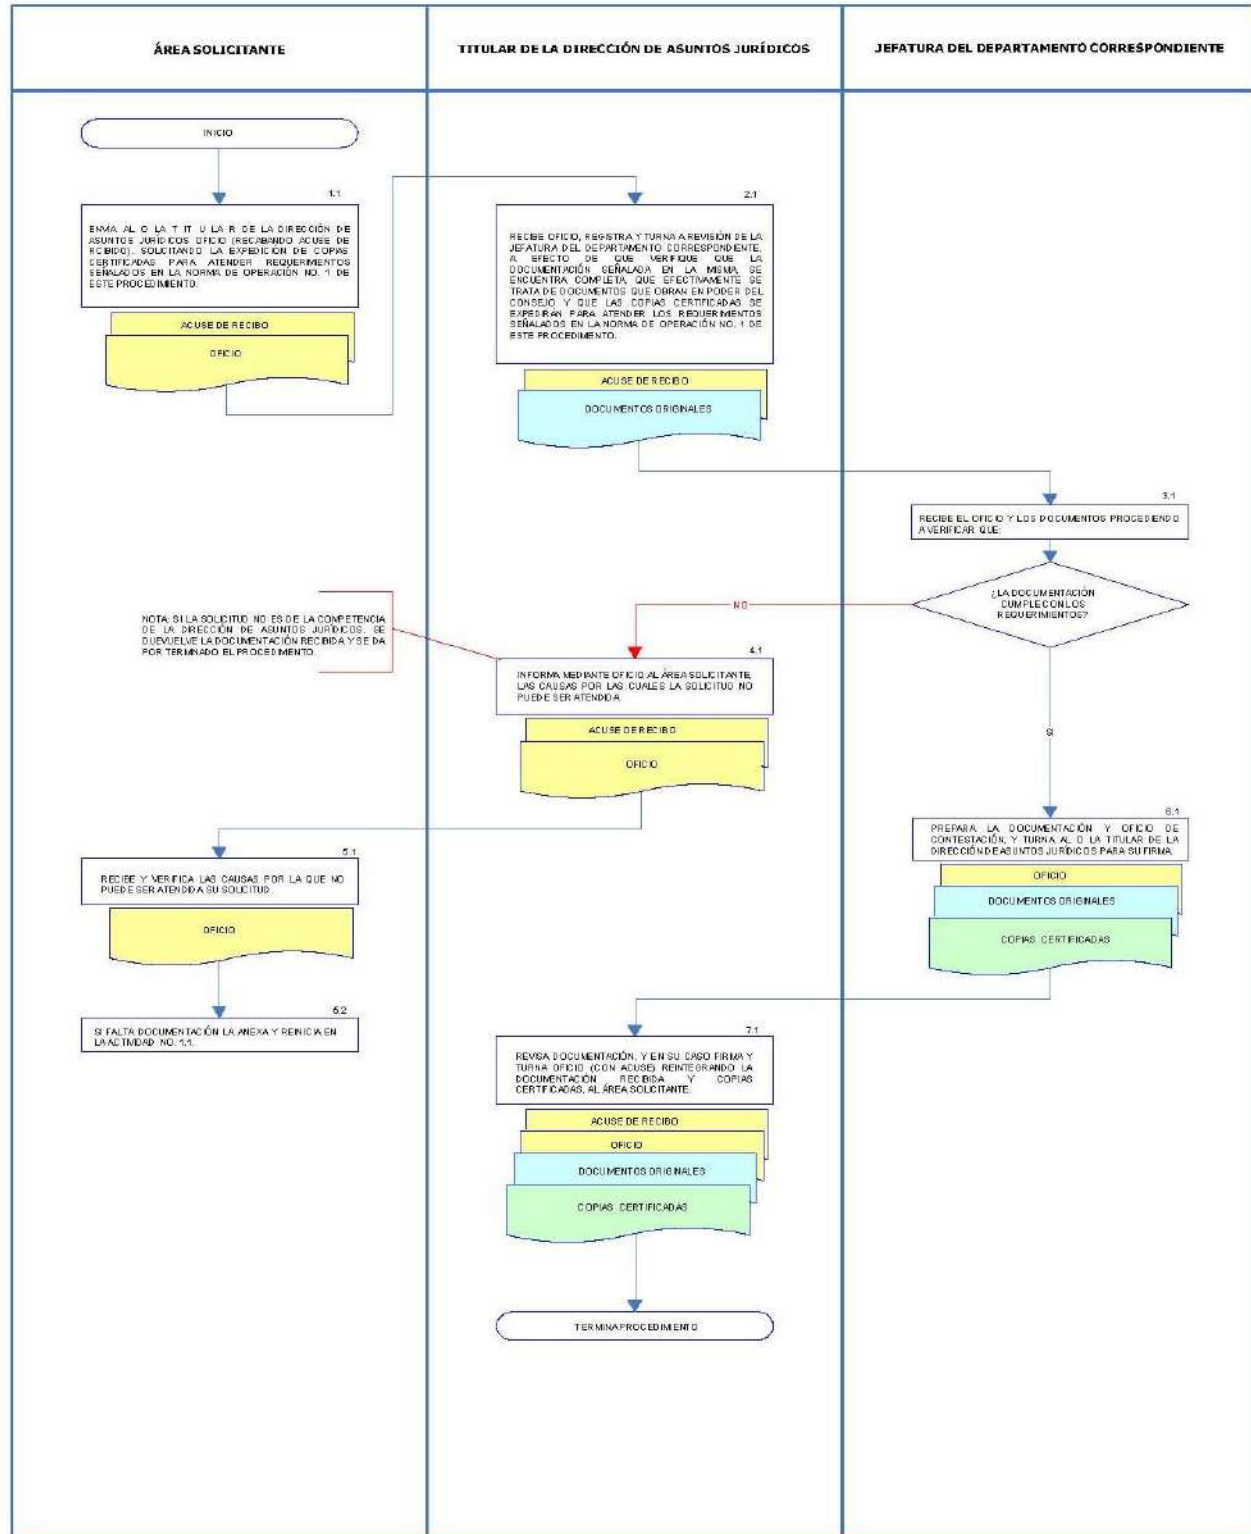 ÁREA SOLICITANTE
TITULAR DE LA DIRECCIÓN DE ASUNTOS JURÍDICOS
JEFATURA DEL DEPARTAMENTO CORRESPONDIENTE
INICIO
1.1
ENVÍA AL O LA T IT U LA R DE LA DIRECCIÓN DE
ASUNTOS JURÍDICOS OFICIO (RECABANDO ACUSE DE
RCIBIDO), SOLICITANDO LA EXPEDICIÓN DE COPIAS
CERTIFICADAS PARA ATENDER REQUERIMENTOS
SEÑALADOS EN LA NORMA DE OPERACIÓN NO. 1 DE
ESTE PROCEDIMIENTO.
ACUSE DE RECIBO
OFICIO
2.1
RECIBE OFICIO, REGISTRA Y TURNA A REVISIÓN DE LA
JEFATURA DEL DEPARTAMENTO CORRESPONDIENTE,
A EFECTO DE QUE VERIFIQUE QUE LA
DOCUMENTACIÓN SEÑALADA EN LA MISMA, SE
ENCUENTRA COMPLETA, QUE EFECTIVAMENTE SE
TRATA DE DOCUMENTOS QUE OBRAN EN PODER DEL
CONSEJO Y QUE LAS COPIAS CERTIFICADAS SE
EXPEDIRÁN PARA ATENDER LOS REQUERIMIENTOS
SEÑALADOS EN LA NORMA DE OPERACIÓN NO. 1 DE
ESTE PROCEDIMIENTO.
ACUSE DE RECIBO
DOCUMENTOS ORIGINALES
3.1
RECIBE EL OFICIO Y LOS DOCUMENTOS PROCEDIENDO
A VERIFICAR QUE:
¿LA DOCUMENTACIÓN
CUMPLE CON LOS
REQUERIMIENTOS?
NO
SI
NOTA: SI LA SOLICITUD NO ES DE LA COMPETENCIA
DE LA DIRECCIÓN DE ASUNTOS JURÍDICOS, SE
DUEVUELVE LA DOCUMENTACIÓN RECIBIDA Y SE DA
POR TERMINADO EL PROCEDIMIENTO.
4.1
INFORMA MEDIANTE OFICIO AL ÁREA SOLICITANTE,
LAS CAUSAS POR LAS CUALES LA SOLICITUD NO
PUEDE SER ATENDIDA
ACUSE DE RECIBO
OFICIO
5.1
RECIBE Y VERIFICA LAS CAUSAS POR LA QUE NO
PUEDE SER ATENDIDA SU SOLICITUD.
OFICIO
5.2
SI FALTA DOCUMENTACIÓN LA ANEXA Y REINICIA EN
LA ACTIVIDAD NO. 1.1.
6.1
PREPARA LA DOCUMENTACIÓN Y OFICIO DE
CONTESTACIÓN, Y TURNA AL O LA TITULAR DE LA
DIRECCIÓN DE ASUNTOS JURÍDICOS PARA SU FIRMA.
OFICIO
DOCUMENTOS ORIGINALES
COPIAS CERTIFICADAS
7.1
REVISA DOCUMENTACIÓN, Y EN SU CASO FIRMA Y
TURNA OFICIO (CON ACUSE) REINTEGRANDO LA
DOCUMENTACIÓN RECIBIDA Y COPIAS
CERTIFICADAS, AL ÁREA SOLICITANTE.
ACUSE DE RECIBO
OFICIO
DOCUMENTOS ORIGINALES
COPIAS CERTIFICADAS
TERMINA PROCEDIMIENTO